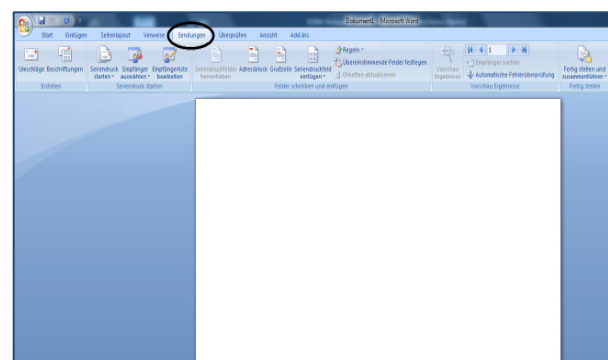 Dokument1 - Microsoft Word
Start Einfügen Seitenlayout Verweise Sendungen Überprüfen Ansicht Add-Ins
Umschläge Beschriftungen
Erstellen
Seriendruck starten Empfänger auswählen Empfängerliste bearbeiten
Seriendruck starten
Seriendruckfelder hervorheben Adressblock Grußzeile Seriendruckfeld einfügen
Regeln
Übereinstimmende Felder festlegen
Etiketten aktualisieren
Felder schreiben und einfügen
Vorschau Ergebnisse
1
Empfänger suchen
Automatische Fehlerüberprüfung
Vorschau Ergebnisse
Fertig stellen und zusammenführen
Fertig stellen